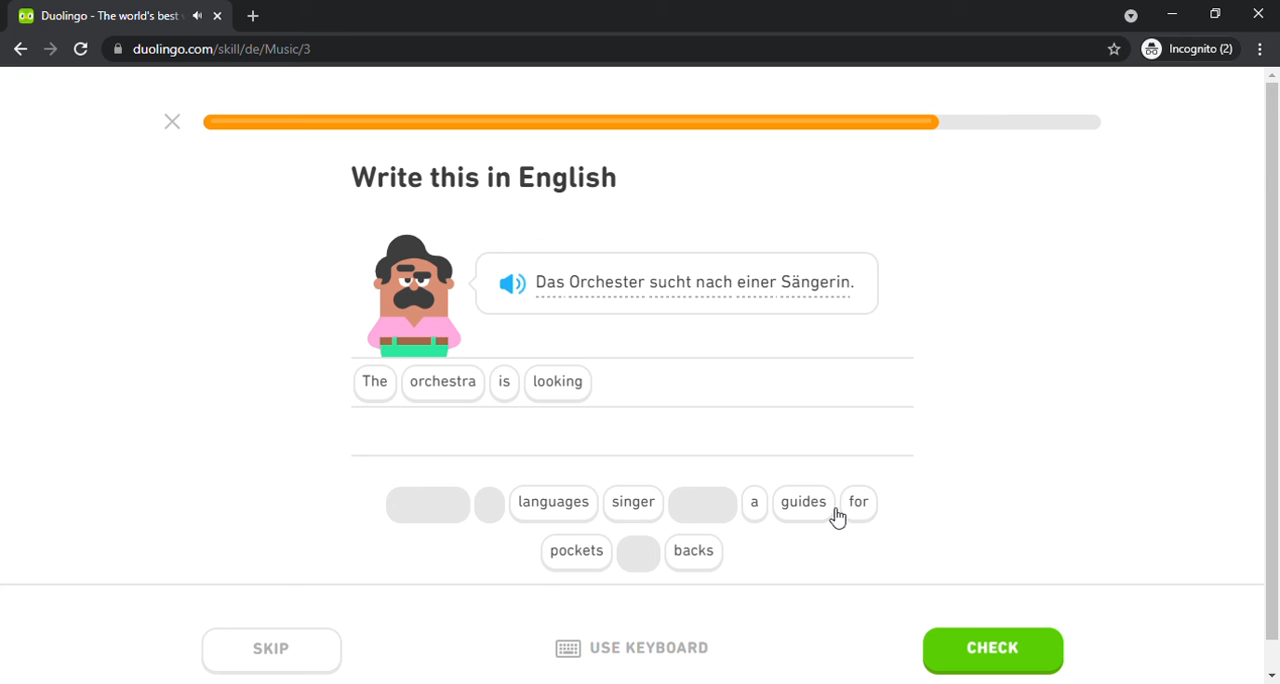 Duolingo - The world's best
duolingo.com/skill/de/Music/3
Incognito (2)
Write this in English
Das Orchester sucht nach einer Sängerin.
The orchestra is looking
languages singer a guides for
pockets backs
SKIP
USE KEYBOARD
CHECK